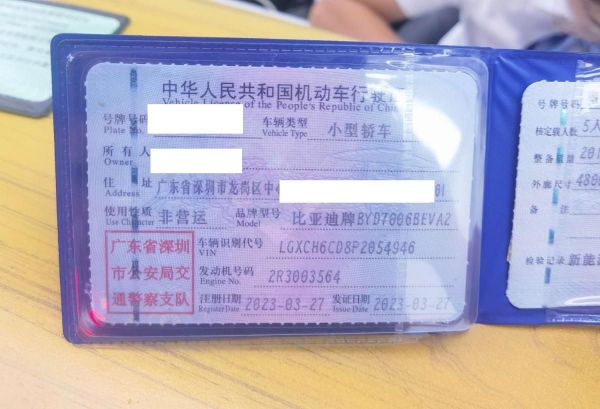 中华人民共和国机动车行驶
Vehicle License of the People's Republic of
号牌号码
Plate No.
车辆类型 小型轿车
Vehicle Type
所有人
Owner
住址 广东省深圳市龙岗区中
Address
使用性质 非营运 品牌型号 比亚迪牌BYD7006BEVA2
Use Character Model
广东省深圳
市公安局交
通警察支队
车辆识别代号 LGXCH6CD8P2054946
VIN
发动机号码 2R3003564
Engine No.
注册日期 2023-03-27 发证日期 2023-03-27
Register Date Issue Date
号牌号码
核定载人数 5人
整备质量 201
外廓尺寸 480
备注
检验记录 新能